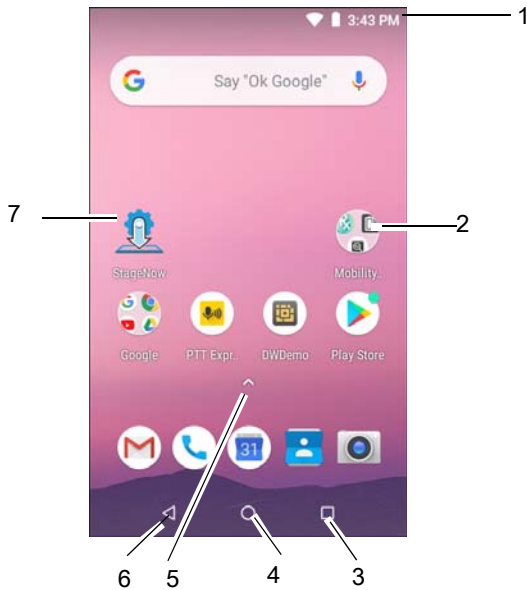 3:43 PM
1
Say "Ok Google"
7
2
StageNow
Mobility..
Google
PTT Expr..
DWDemo
Play Store
31
6
5
4
3